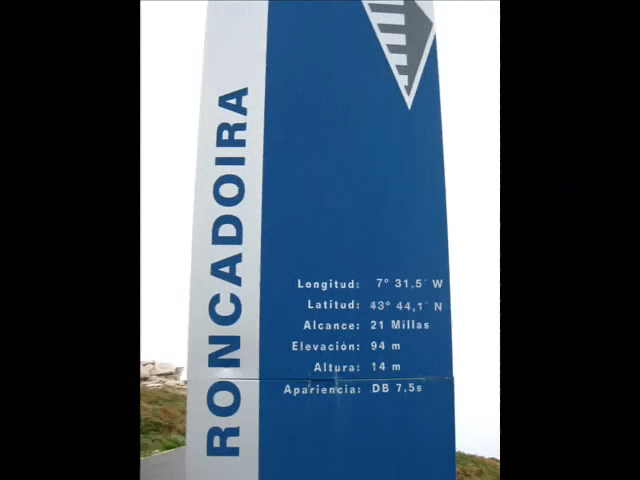 RONCADOIRA
Longitud: 7° 31,5´ W
Latitud: 43° 44,1´ N
Alcance: 21 Millas
Elevación: 94 m
Altura: 14 m
Apariencia: DB 7,5s